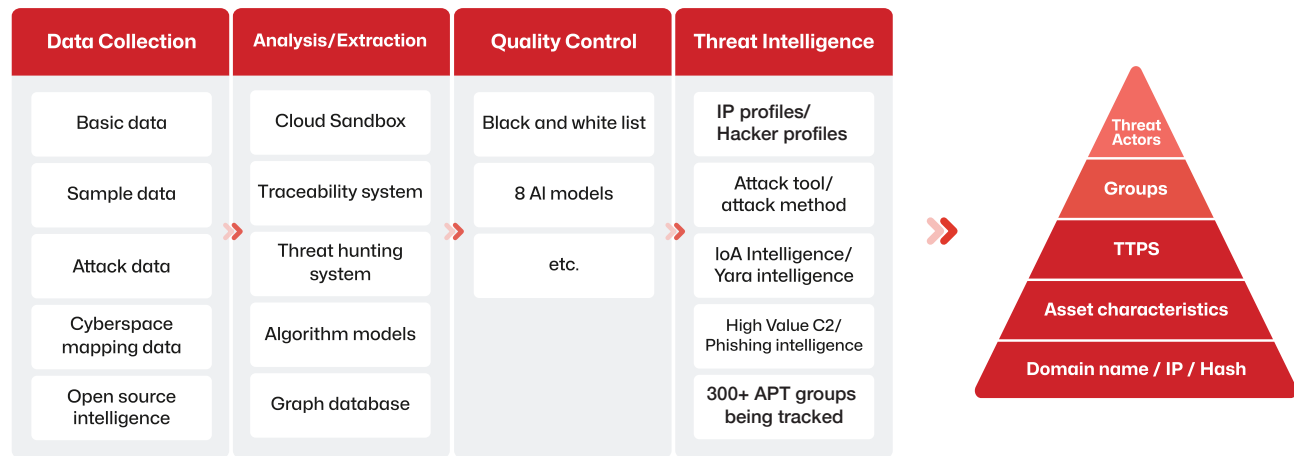 Data Collection
Basic data
Sample data
Attack data
Cyberspace
mapping data
Open source
intelligence
Analysis/Extraction
Cloud Sandbox
Traceability system
Threat hunting
system
Algorithm models
Graph database
Quality Control
Black and white list
8 AI models
etc.
Threat Intelligence
IP profiles/
Hacker profiles
Attack tool/
attack method
IoA Intelligence/
Yara intelligence
High Value C2/
Phishing intelligence
300+ APT groups
being tracked
Threat
Actors
Groups
TTPS
Asset characteristics
Domain name / IP / Hash